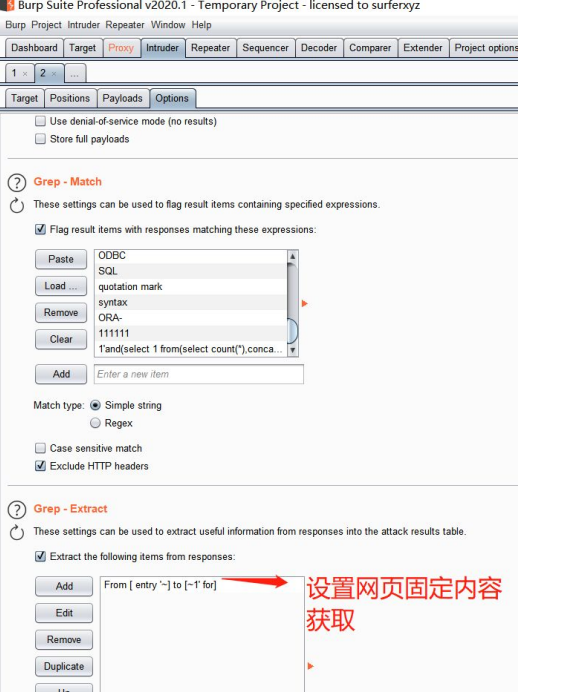 Burp Suite Professional v2020.1 - Temporary Project - licensed to surferxyz
Burp Project Intruder Repeater Window Help
Dashboard Target Proxy Intruder Repeater Sequencer Decoder Comparer Extender Project options
1 × 2 × ...
Target Positions Payloads Options
Use denial-of-service mode (no results)
Store full payloads
? Grep - Match
These settings can be used to flag result items containing specified expressions.
Flag result items with responses matching these expressions:
Paste
ODBC
SQL
Load ...
quotation mark
syntax
Remove
ORA-
111111
Clear
1'and(select 1 from(select count(*),conca...
Add
Enter a new item
Match type: Simple string
Regex
Case sensitive match
Exclude HTTP headers
? Grep - Extract
These settings can be used to extract useful information from responses into the attack results table.
Extract the following items from responses:
Add
From [ entry '~] to [~1' for]
设置网页固定内容
获取
Edit
Remove
Duplicate
Up